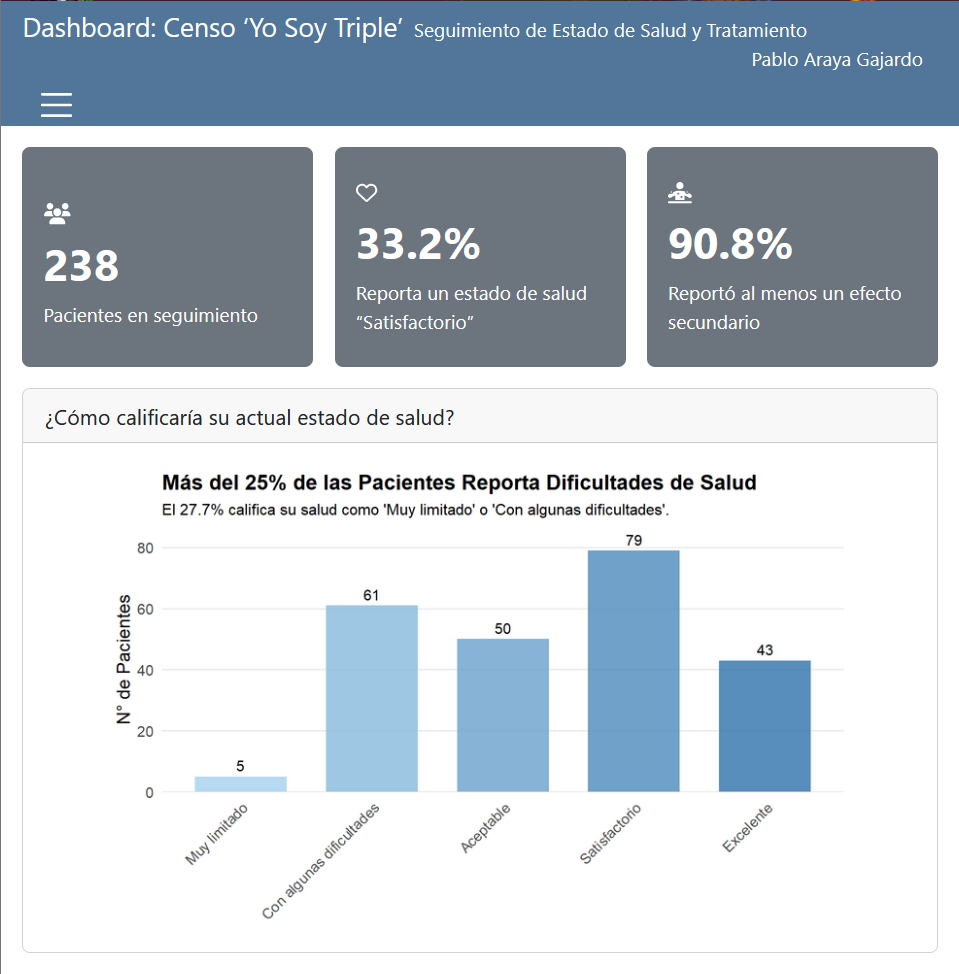 Dashboard: Censo ‘Yo Soy Triple’ Seguimiento de Estado de Salud y Tratamiento
Pablo Araya Gajardo
238
Pacientes en seguimiento
33.2%
Reporta un estado de salud
“Satisfactorio”
90.8%
Reportó al menos un efecto
secundario
¿Cómo calificaría su actual estado de salud?
Más del 25% de las Pacientes Reporta Dificultades de Salud
El 27.7% califica su salud como 'Muy limitado' o 'Con algunas dificultades'.
N° de Pacientes
80
60
40
20
0
5
61
50
79
43
Muy limitado
Con algunas dificultades
Aceptable
Satisfactorio
Excelente